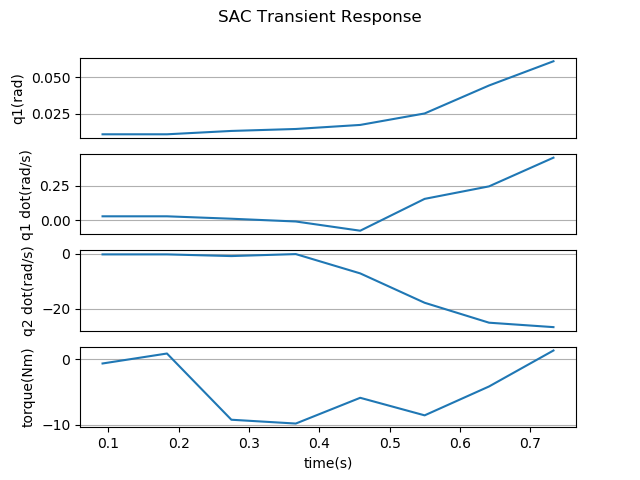 SAC Transient Response
q1(rad)
0.050
0.025
q1 dot(rad/s)
0.25
0.00
q2 dot(rad/s)
0
−20
torque(Nm)
0
−10
0.1 0.2 0.3 0.4 0.5 0.6 0.7
time(s)